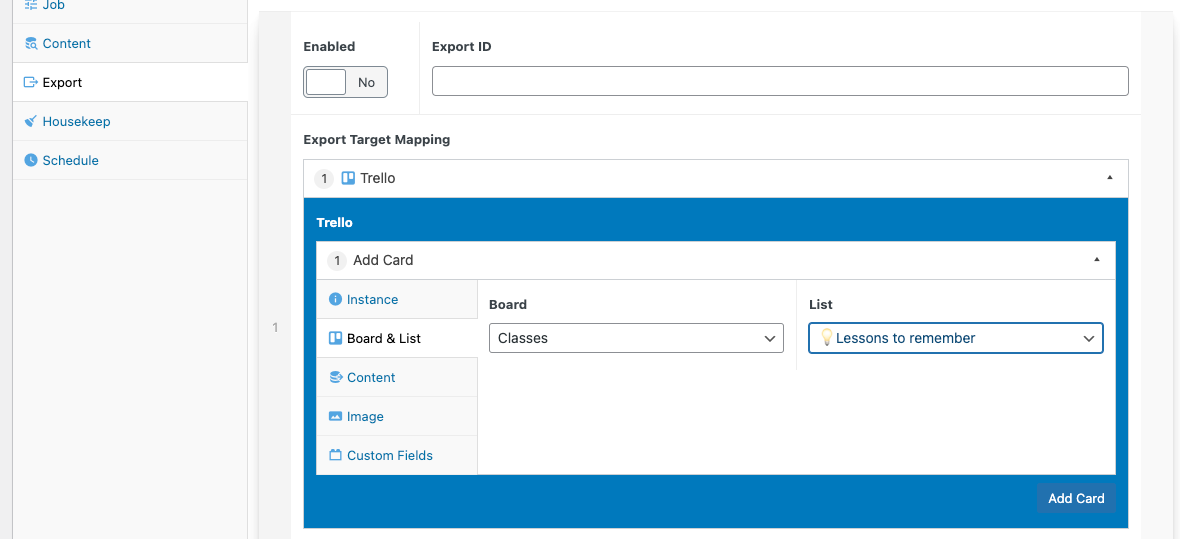 Job
Content
Export
Housekeep
Schedule
Enabled
Export ID
No
Export Target Mapping
1 Trello
Trello
1 Add Card
Instance
Board & List
Content
Image
Custom Fields
Board
List
Classes
💡Lessons to remember
1
Add Card